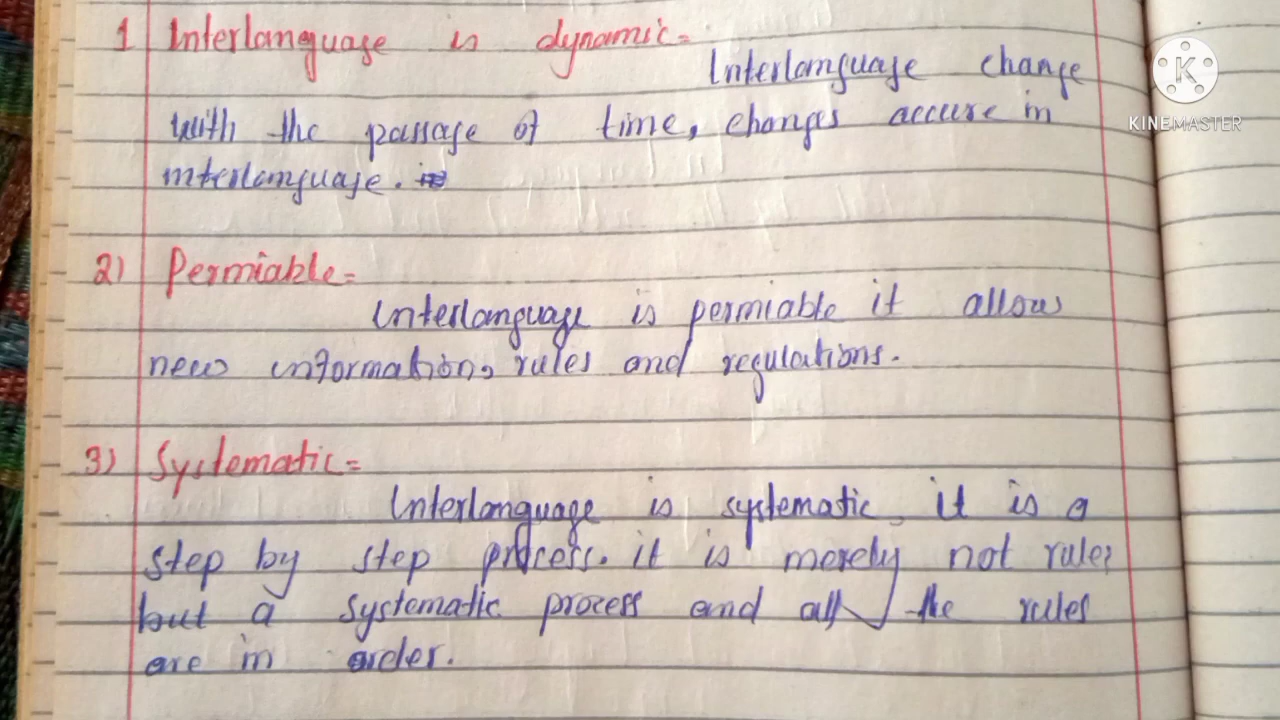 1 Interlanguage is dynamic=
Interlanguage change
with the passage of time, changes accure in
interlanguage.
2) Permiable=
Interlanguage is permiable it allows
new information, rules and regulations.
3) Systematic=
Interlanguage is systematic, it is a
step by step process. it is merely not rules
but a systematic process and all the rules
are in order.
K
KINEMASTER